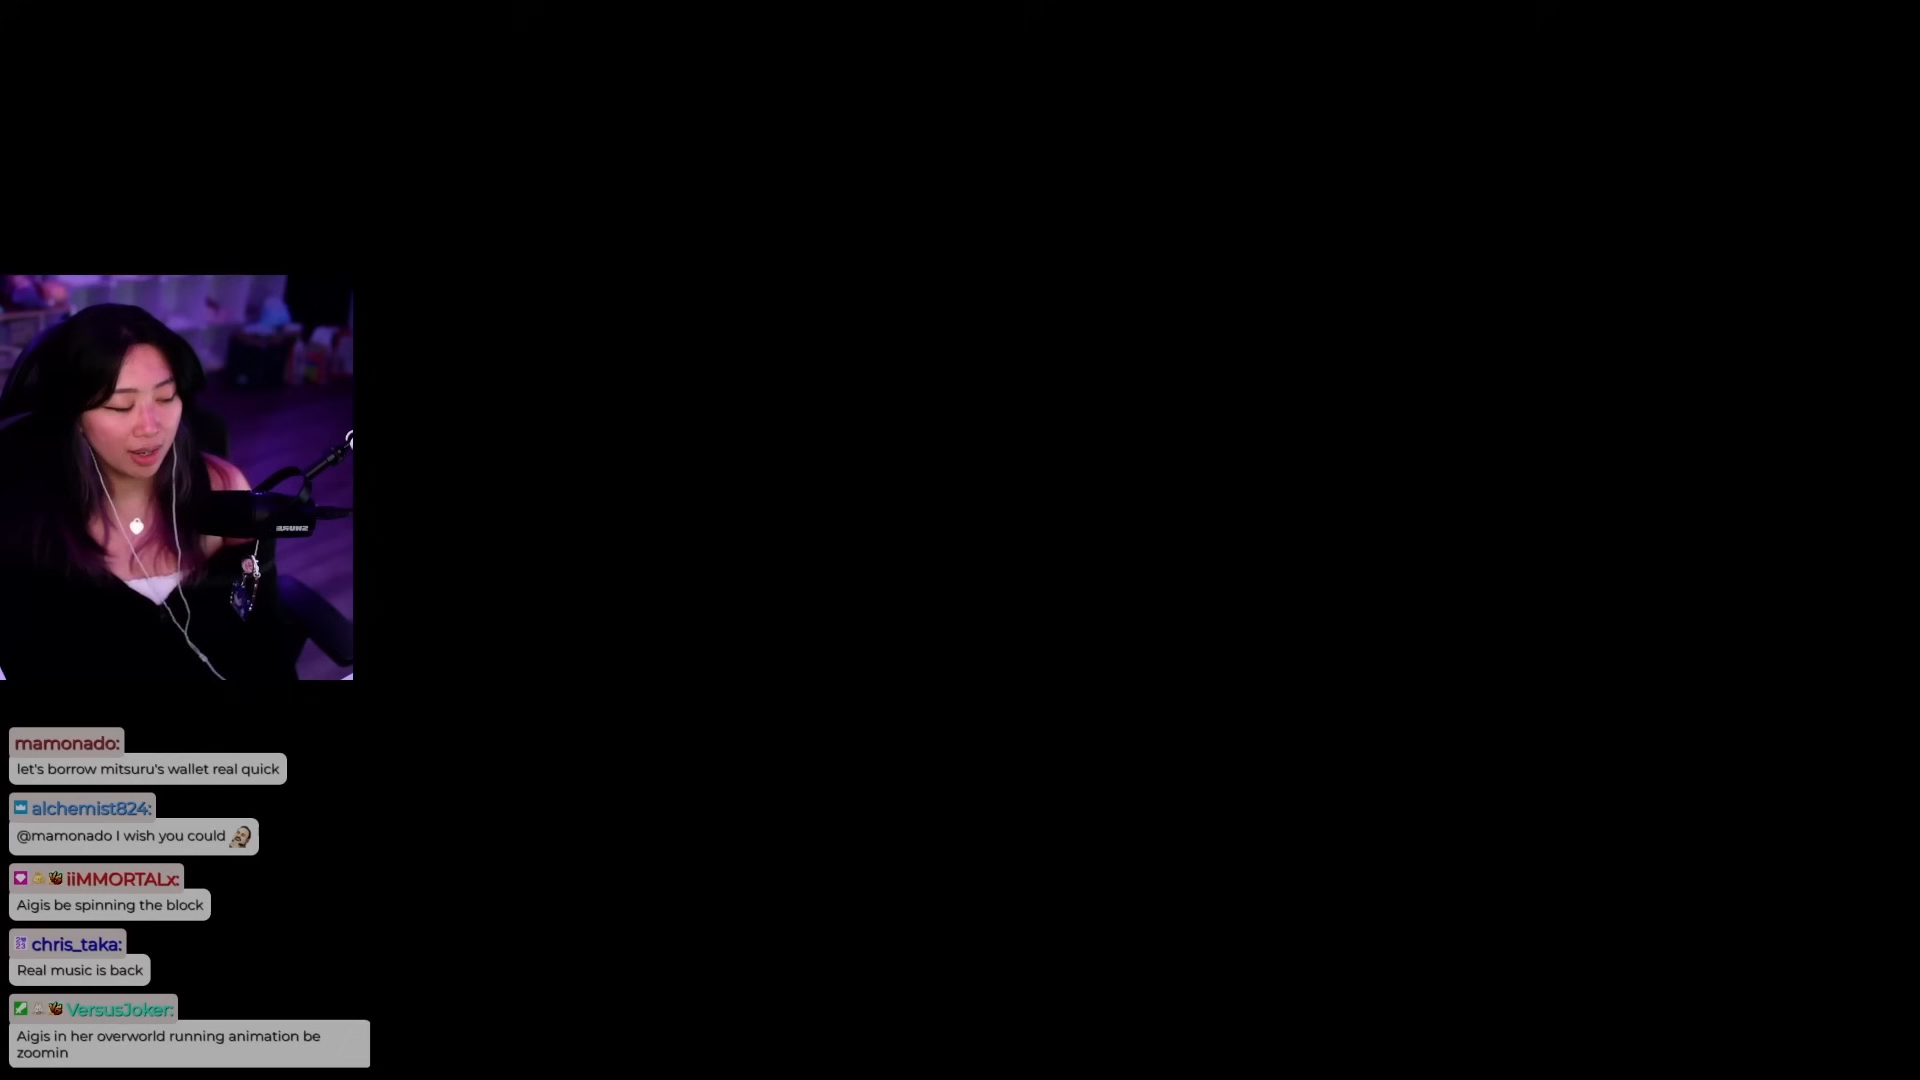 mamonado:
let's borrow mitsuru's wallet real quick
alchemist824:
@mamonado I wish you could
iiMMORTALx:
Aigis be spinning the block
chris_taka:
Real music is back
VersusJoker:
Aigis in her overworld running animation be
zoomin